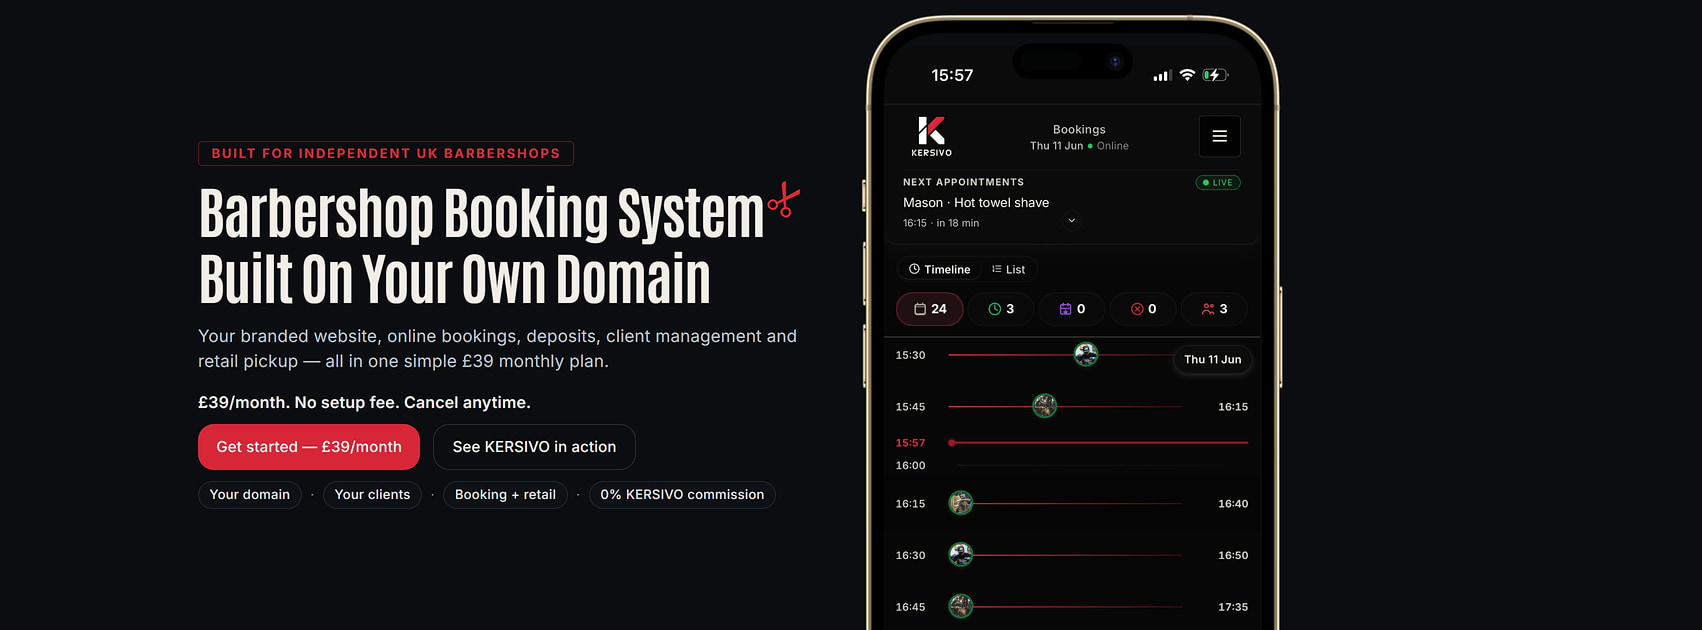 BUILT FOR INDEPENDENT UK BARBERSHOPS
Barbershop Booking System
Built On Your Own Domain
Your branded website, online bookings, deposits, client management and
retail pickup — all in one simple £39 monthly plan.
£39/month. No setup fee. Cancel anytime.
Get started — £39/month
See KERSIVO in action
Your domain · Your clients · Booking + retail · 0% KERSIVO commission
15:57
KERSIVO
Bookings
Thu 11 Jun • Online
NEXT APPOINTMENTS
LIVE
Mason · Hot towel shave
16:15 · in 18 min
Timeline
List
24 3 0 0 3
15:30
Thu 11 Jun
15:45 16:15
15:57
16:00
16:15 16:40
16:30 16:50
16:45 17:35